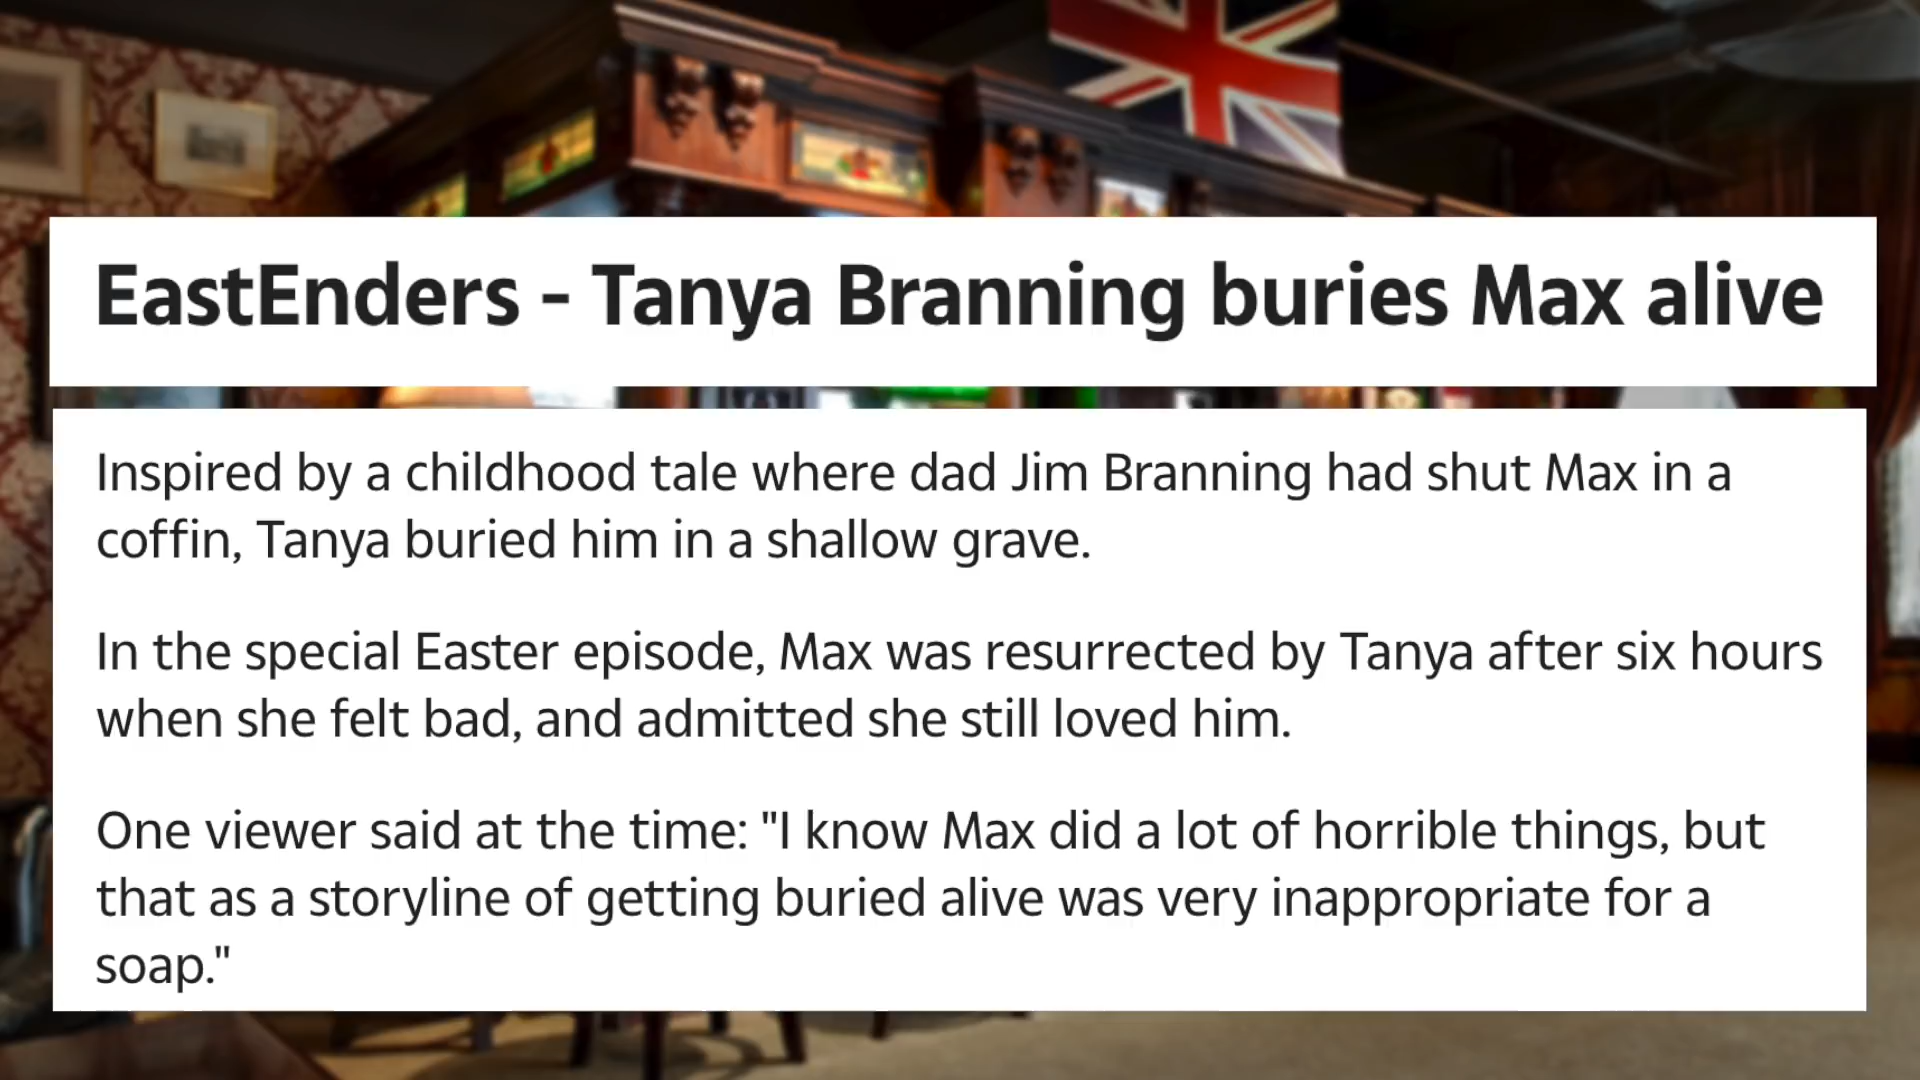 EastEnders - Tanya Branning buries Max alive
Inspired by a childhood tale where dad Jim Branning had shut Max in a
coffin, Tanya buried him in a shallow grave.
In the special Easter episode, Max was resurrected by Tanya after six hours
when she felt bad, and admitted she still loved him.
One viewer said at the time: "I know Max did a lot of horrible things, but
that as a storyline of getting buried alive was very inappropriate for a
soap."